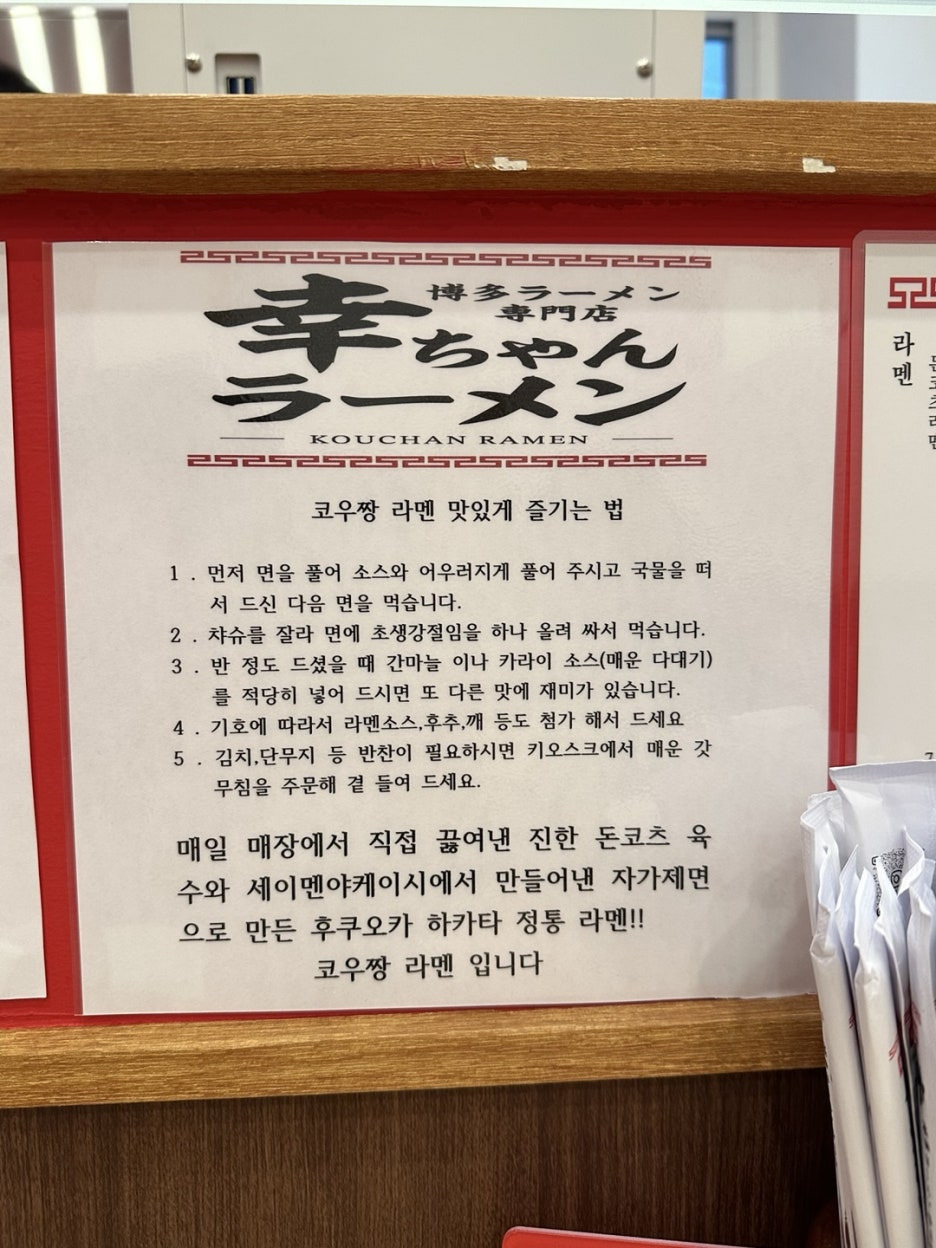 博多ラーメン
専門店
幸ちゃん
ラーメン
KOUCHAN RAMEN
코우짱 라멘 맛있게 즐기는 법
1 . 먼저 면을 풀어 소스와 어우러지게 풀어 주시고 국물을 떠
서 드신 다음 면을 먹습니다.
2 . 챠슈를 잘라 면에 초생강절임을 하나 올려 싸서 먹습니다.
3 . 반 정도 드셨을 때 간마늘 이나 카라이 소스(매운 다대기)
를 적당히 넣어 드시면 또 다른 맛에 재미가 있습니다.
4 . 기호에 따라서 라멘소스,후추,깨 등도 첨가 해서 드세요
5 . 김치,단무지 등 반찬이 필요하시면 키오스크에서 매운 갓
무침을 주문해 곁 들여 드세요.
매일 매장에서 직접 끓여낸 진한 돈코츠 육
수와 세이멘야케이시에서 만들어낸 자가제면
으로 만든 후쿠오카 하카타 정통 라멘!!
코우짱 라멘 입니다
라멘